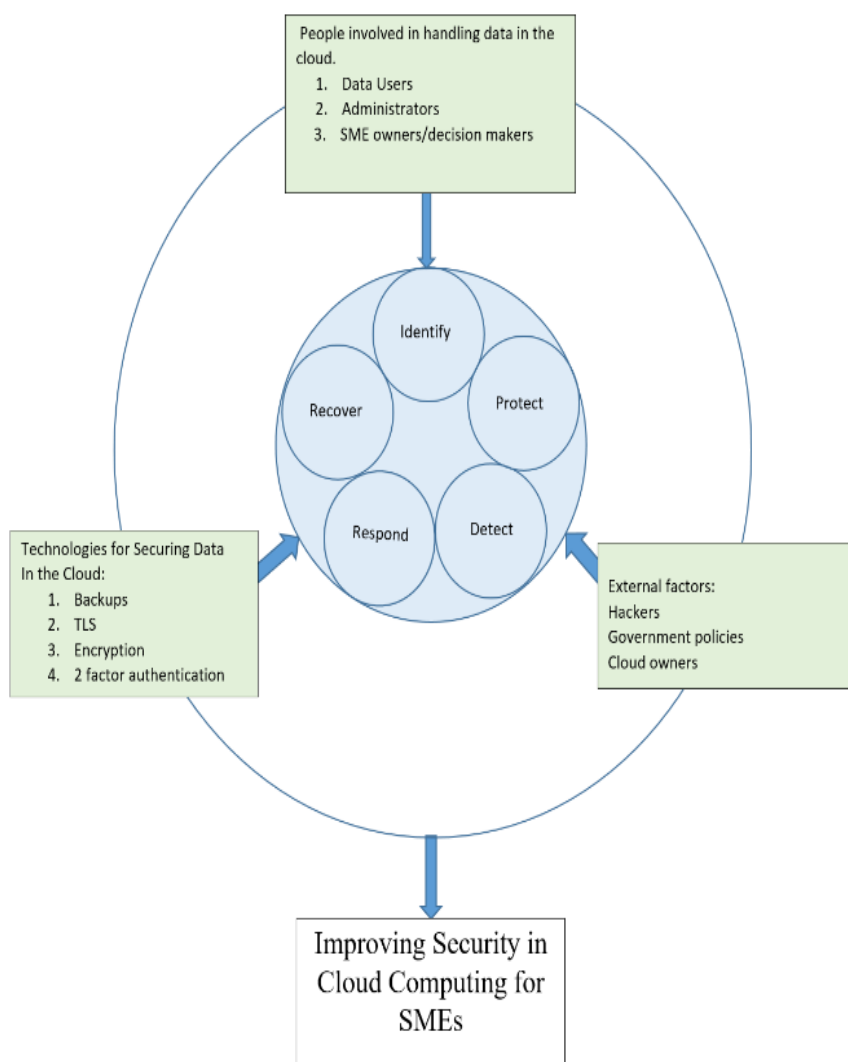 People involved in handling data in the
cloud.
1. Data Users
2. Administrators
3. SME owners/decision makers
Identify
Recover
Protect
Respond
Detect
Technologies for Securing Data
In the Cloud:
1. Backups
2. TLS
3. Encryption
4. 2 factor authentication
External factors:
Hackers
Government policies
Cloud owners
Improving Security in
Cloud Computing for
SMEs